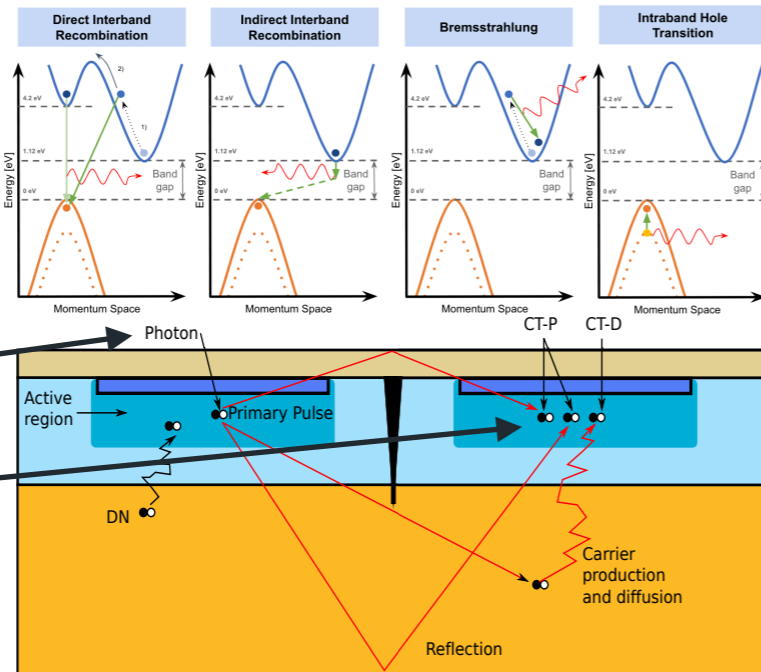 Direct Interband
Recombination
Indirect Interband
Recombination
Bremsstrahlung
Intraband Hole
Transition
Energy [eV]
4.2 eV
1.12 eV
0 eV
2)
1)
Band
gap
Momentum Space
Energy [eV]
4.2 eV
1.12 eV
0 eV
Band
gap
Momentum Space
Energy [eV]
4.2 eV
1.12 eV
0 eV
Band
gap
Momentum Space
Energy [eV]
4.2 eV
1.12 eV
0 eV
Band
gap
Momentum Space
Photon
CT-P
CT-D
Active
region
Primary Pulse
DN
Carrier
production
and diffusion
Reflection